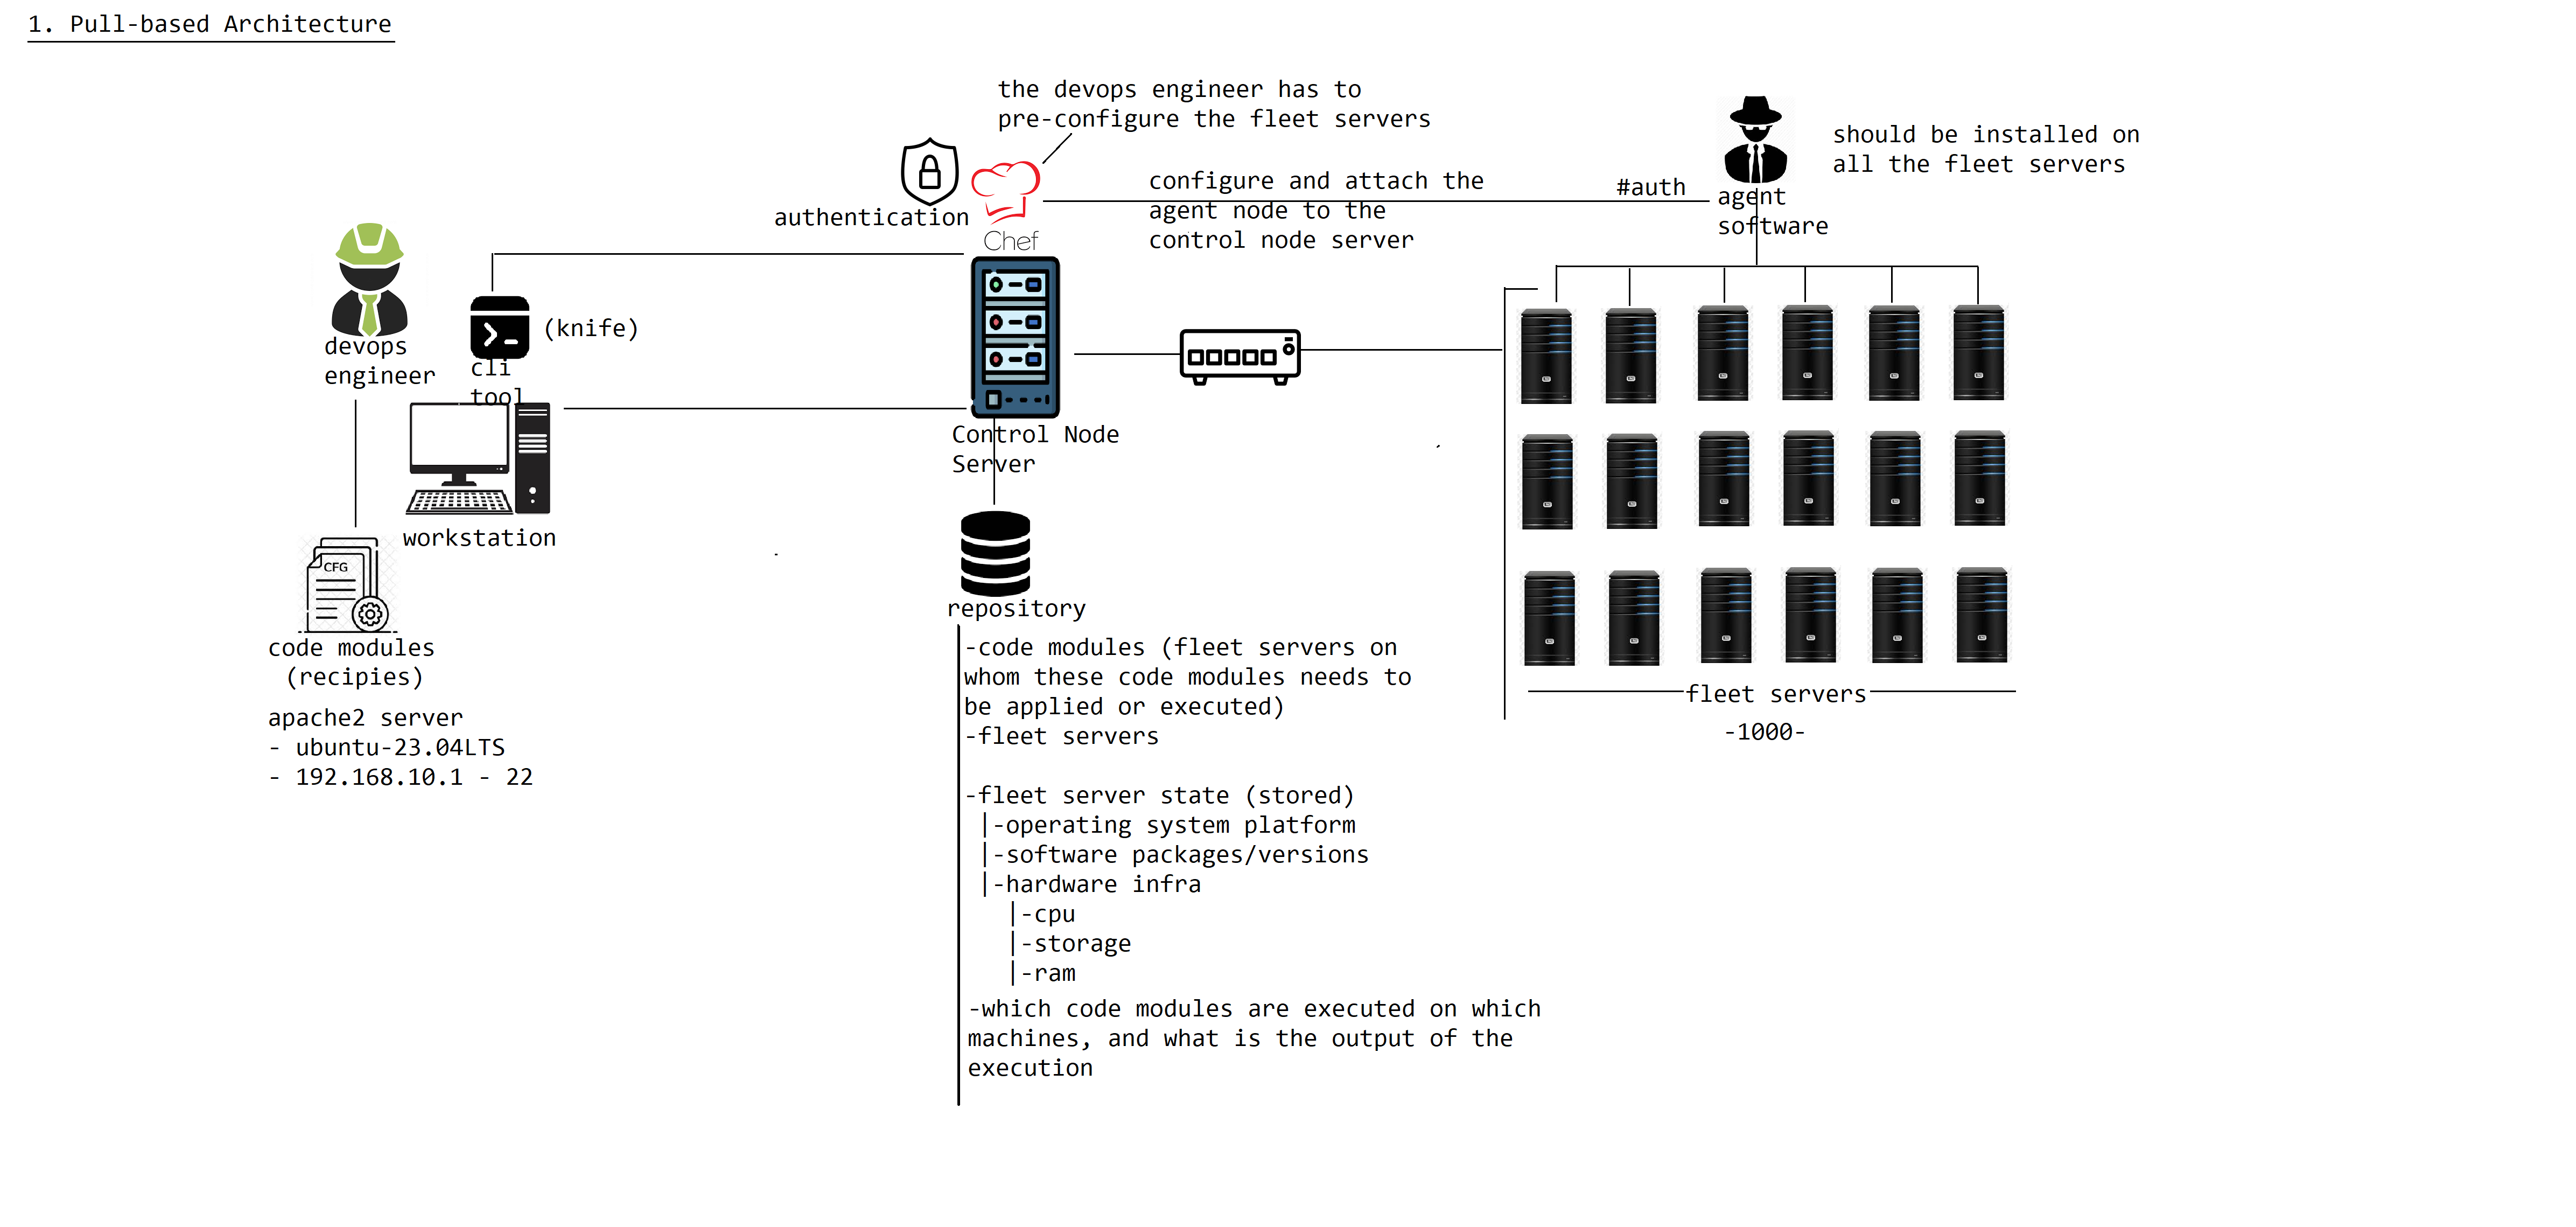 1. Pull-based Architecture
the devops engineer has to
pre-configure the fleet servers
authentication
Chef
configure and attach the
agent node to the
control node server
#auth
agent
software
should be installed on
all the fleet servers
devops
engineer
(knife)
cli
tool
workstation
Control Node
Server
CFG
code modules
(recipies)
apache2 server
- ubuntu-23.04LTS
- 192.168.10.1 - 22
repository
-code modules (fleet servers on
whom these code modules needs to
be applied or executed)
-fleet servers
-fleet server state (stored)
|-operating system platform
|-software packages/versions
|-hardware infra
|-cpu
|-storage
|-ram
-which code modules are executed on which
machines, and what is the output of the
execution
fleet servers
-1000-